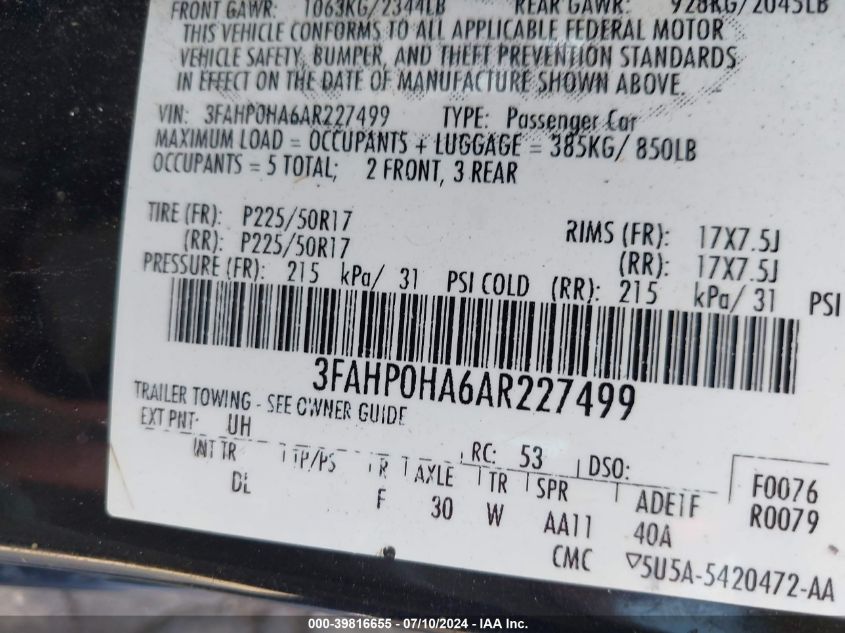 FRONT GAWR: 1063KG/2344LB REAR GAWR: 928KG/2045LB
THIS VEHICLE CONFORMS TO ALL APPLICABLE FEDERAL MOTOR
VEHICLE SAFETY, BUMPER, AND THEFT PREVENTION STANDARDS
IN EFFECT ON THE DATE OF MANUFACTURE SHOWN ABOVE.
VIN: 3FAHP0HA6AR227499 TYPE: Passenger Car
MAXIMUM LOAD = OCCUPANTS + LUGGAGE = 385KG/ 850LB
OCCUPANTS = 5 TOTAL; 2 FRONT, 3 REAR
TIRE (FR): P225/50R17 RIMS (FR): 17X7.5J
(RR): P225/50R17 (RR): 17X7.5J
PRESSURE (FR): 215 kPa/ 31 PSI COLD (RR): 215 kPa/ 31 PSI
3FAHP0HA6AR227499
TRAILER TOWING - SEE OWNER GUIDE
EXT PNT: UH RC: 53 DSO: F0076
INT TR TP/PS R AXLE TR SPR ADE1F R0079
DL F 30 W AA11 40A
CMC ▽5U5A-5420472-AA
000-39816655 - 07/10/2024 - IAA Inc.